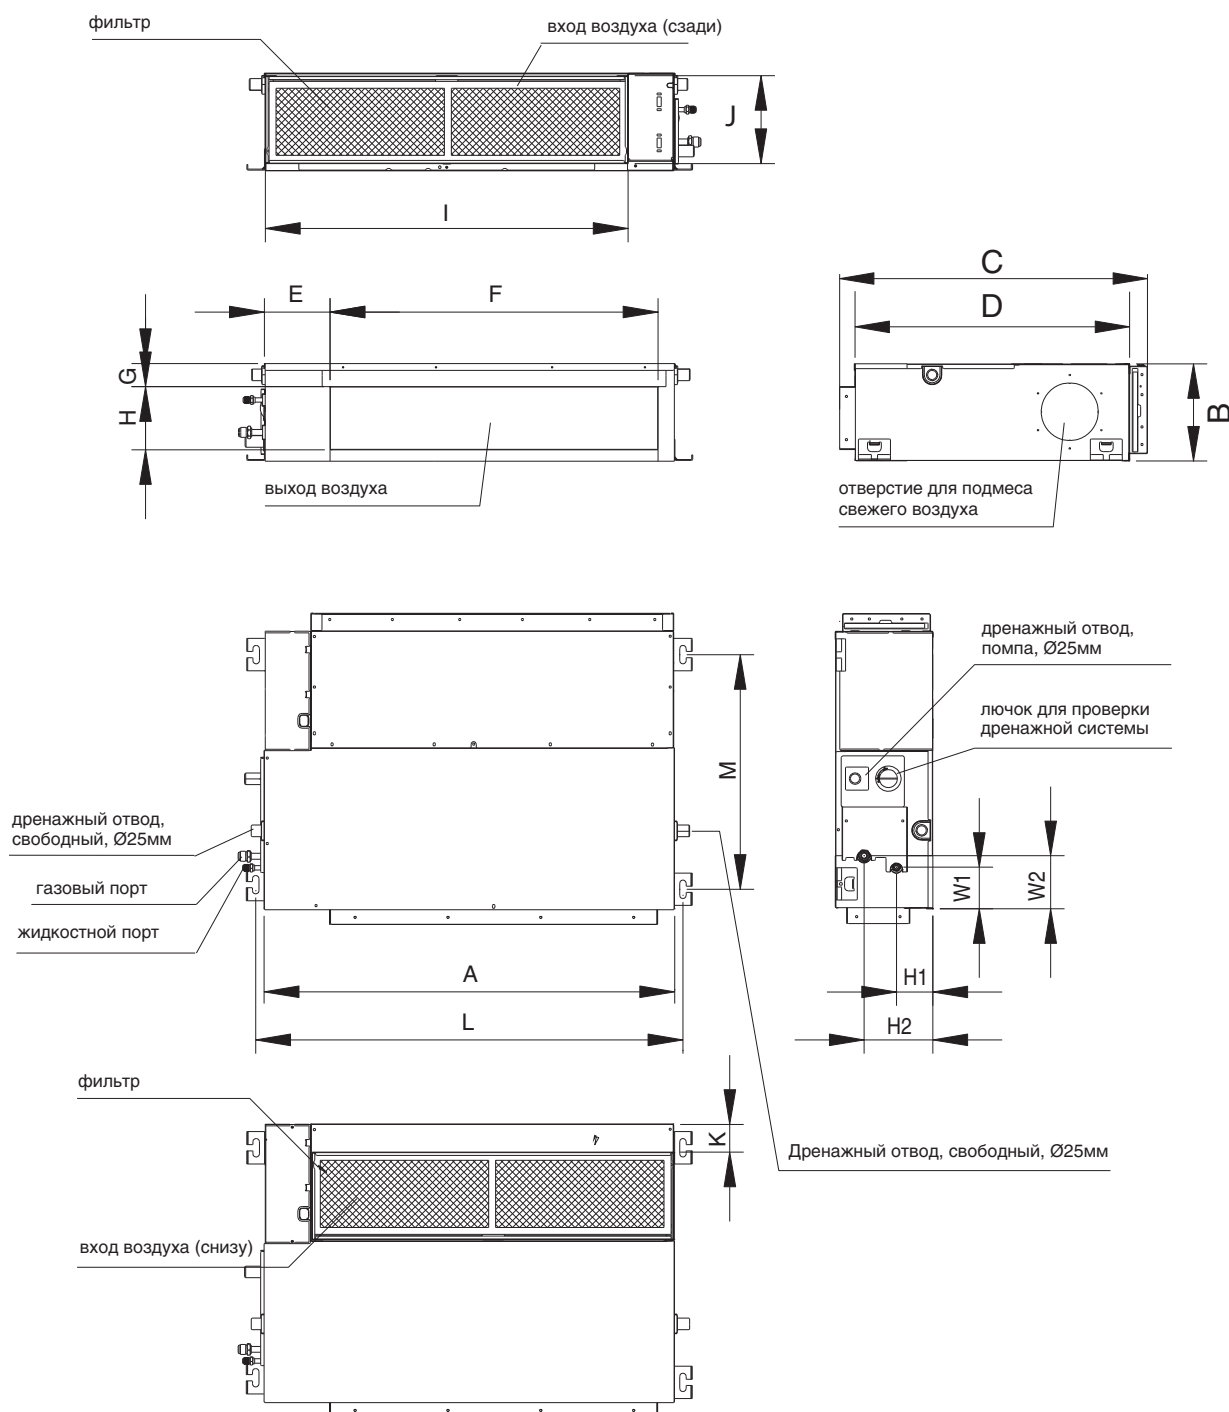 фильтр
вход воздуха (сзади)
J
I
C
E
F
D
G
H
B
выход воздуха
отверстие для подмеса
свежего воздуха
дренажный отвод,
помпа, Ø25мм
лючок для проверки
дренажной системы
M
дренажный отвод,
свободный, Ø25мм
газовый порт
W1
W2
жидкостной порт
A
H1
L
H2
фильтр
K
Дренажный отвод, свободный, Ø25мм
вход воздуха (снизу)